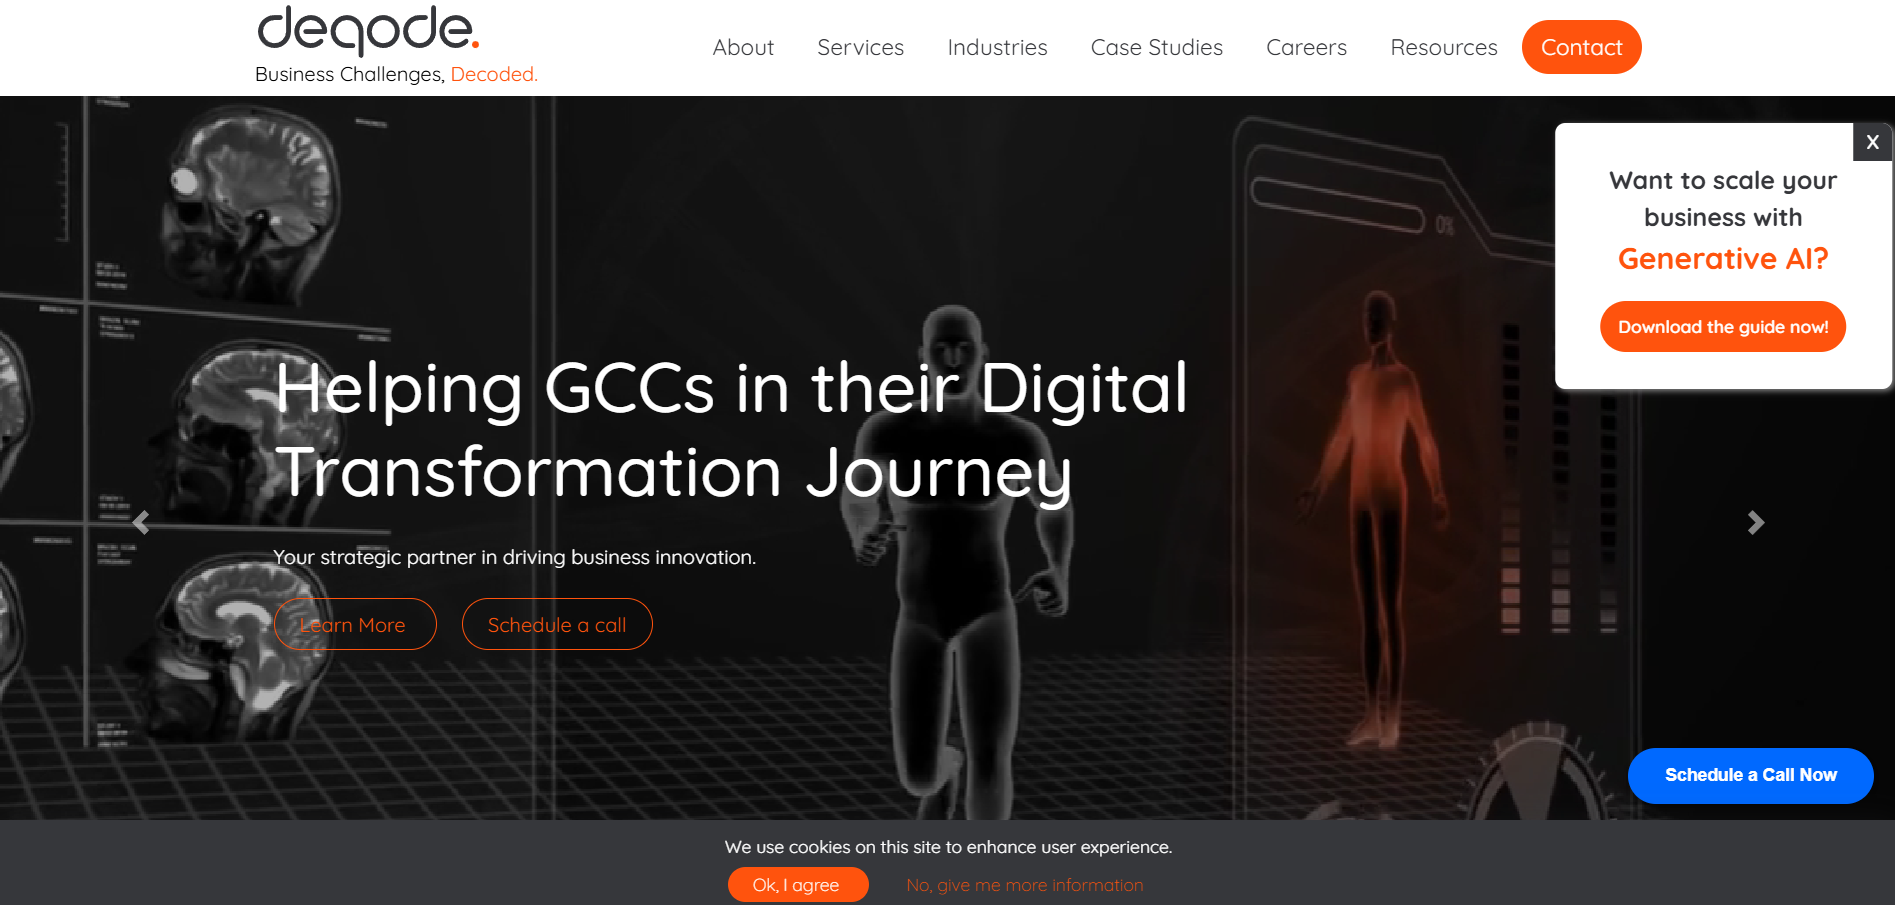 deqode.
Business Challenges, Decoded.
About
Services
Industries
Case Studies
Careers
Resources
Contact
X
Want to scale your
business with
Generative AI?
Download the guide now!
0%
Helping GCCs in their Digital
Transformation Journey
Your strategic partner in driving business innovation.
Learn More
Schedule a call
Schedule a Call Now
We use cookies on this site to enhance user experience.
Ok, I agree
No, give me more information